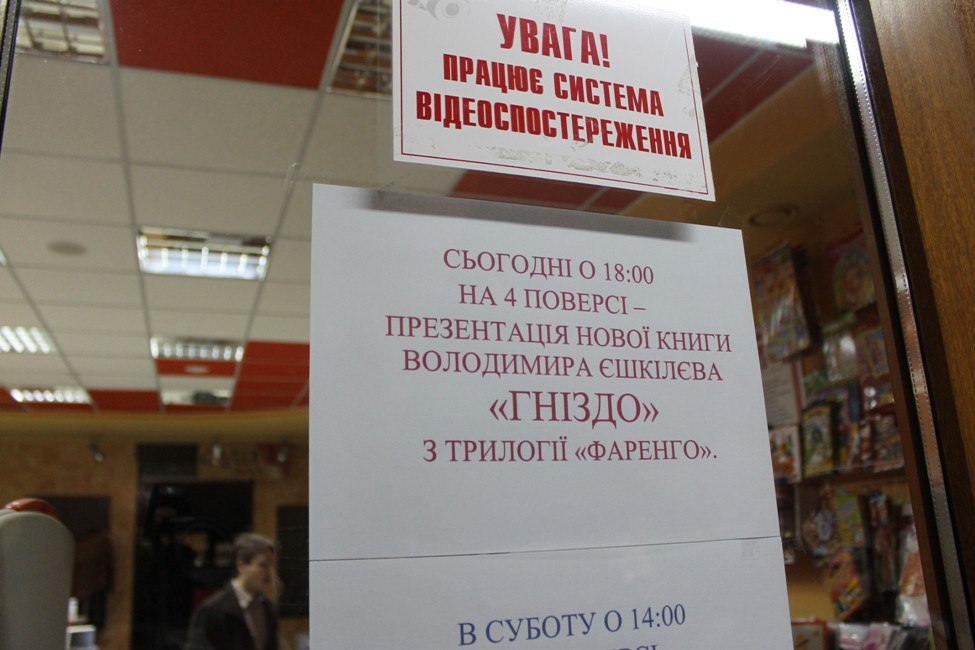 УВАГА!
ПРАЦЮЄ СИСТЕМА
ВІДЕОСПОСТЕРЕЖЕННЯ
СЬОГОДНІ О 18:00
НА 4 ПОВЕРСІ –
ПРЕЗЕНТАЦІЯ НОВОЇ КНИГИ
ВОЛОДИМИРА ЄШКІЛЄВА
«ГНІЗДО»
З ТРИЛОГІЇ «ФАРЕНГО».
В СУБОТУ О 14:00